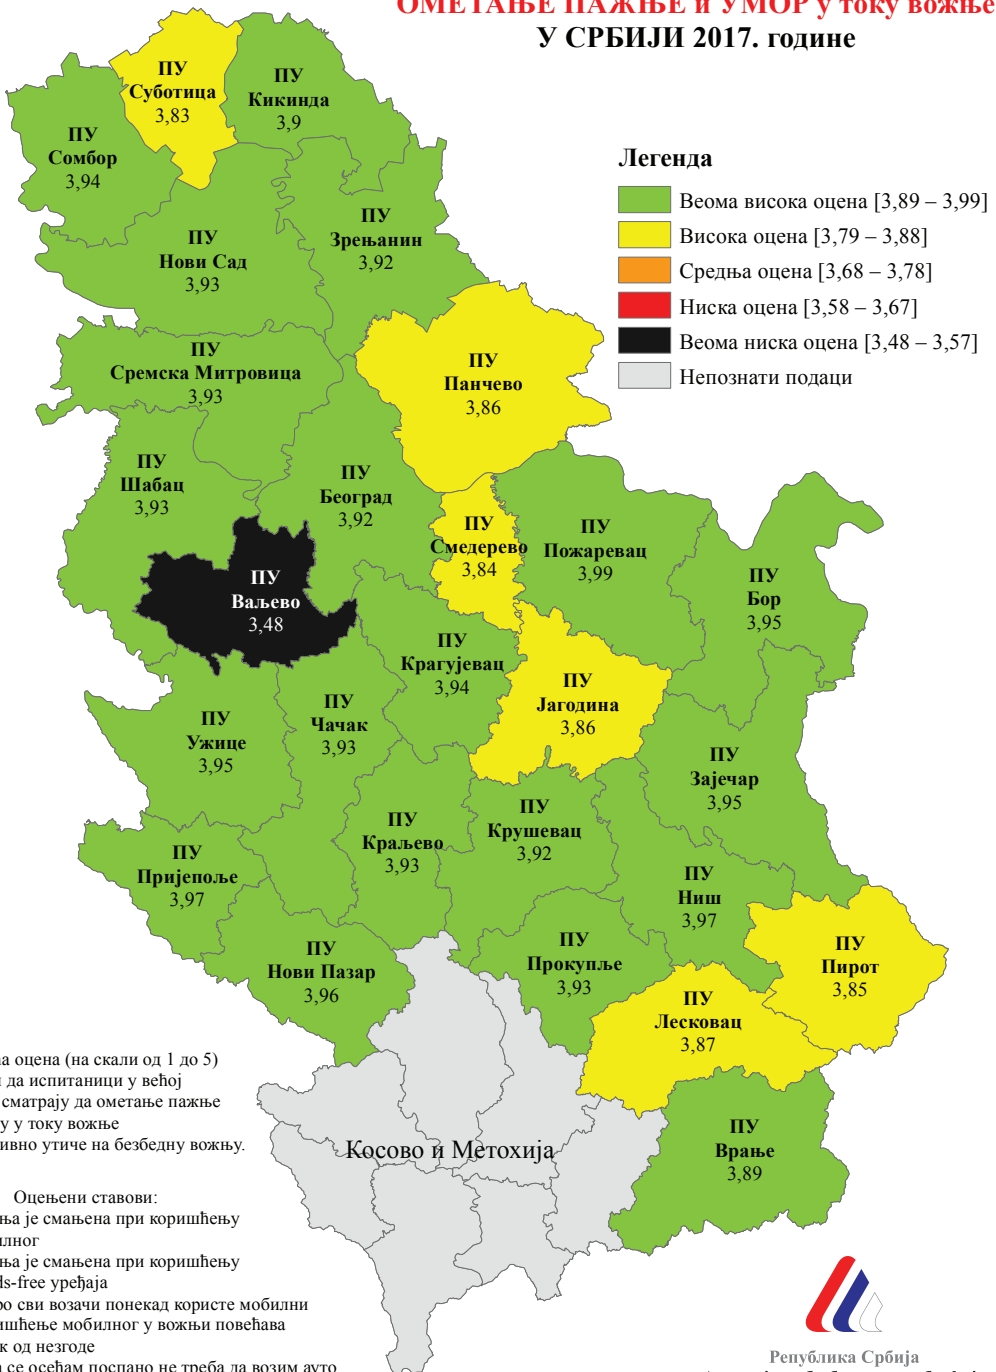 ОМЕТАЊЕ ПАЖЊЕ и УМОР у току вожње
У СРБИЈИ 2017. године
ПУ
Суботица
3,83
ПУ
Кикинда
3,9
ПУ
Сомбор
3,94
Легенда
Веома висока оцена [3,89 – 3,99]
Висока оцена [3,79 – 3,88]
Средња оцена [3,68 – 3,78]
Ниска оцена [3,58 – 3,67]
Веома ниска оцена [3,48 – 3,57]
Непознати подаци
ПУ
Зрењанин
3,92
ПУ
Нови Сад
3,93
ПУ
Сремска Митровица
3,93
ПУ
Панчево
3,86
ПУ
Шабац
3,93
ПУ
Београд
3,92
ПУ
Смедерево
3,84
ПУ
Пожаревац
3,99
ПУ
Бор
3,95
ПУ
Ваљево
3,48
ПУ
Крагујевац
3,94
ПУ
Јагодина
3,86
ПУ
Ужице
3,95
ПУ
Чачак
3,93
ПУ
Зајечар
3,95
ПУ
Краљево
3,93
ПУ
Крушевац
3,92
ПУ
Пријепоље
3,97
ПУ
Ниш
3,97
ПУ
Нови Пазар
3,96
ПУ
Прокупље
3,93
ПУ
Пирот
3,85
ПУ
Лесковац
3,87
ПУ
Врање
3,89
Косово и Метохија
оцена (на скали од 1 до 5)
да испитаници у већој
сматрају да ометање пажње
у току вожње
утиче на безбедну вожњу.
Оцењени ставови:
је смањена при коришћењу
је смањена при коришћењу
уређаја
сви возачи понекад користе мобилни
мобилног у вожњи повећава
од незгоде
се осећам поспано не треба да возим ауто
Република Србија